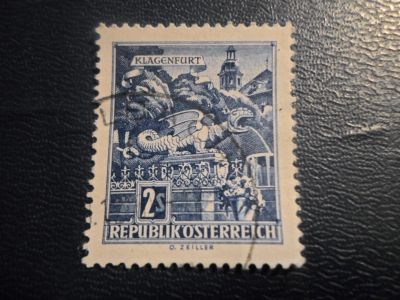 KLAGENFURT
2s
REPUBLIK ÖSTERREICH
O. ZEILLER